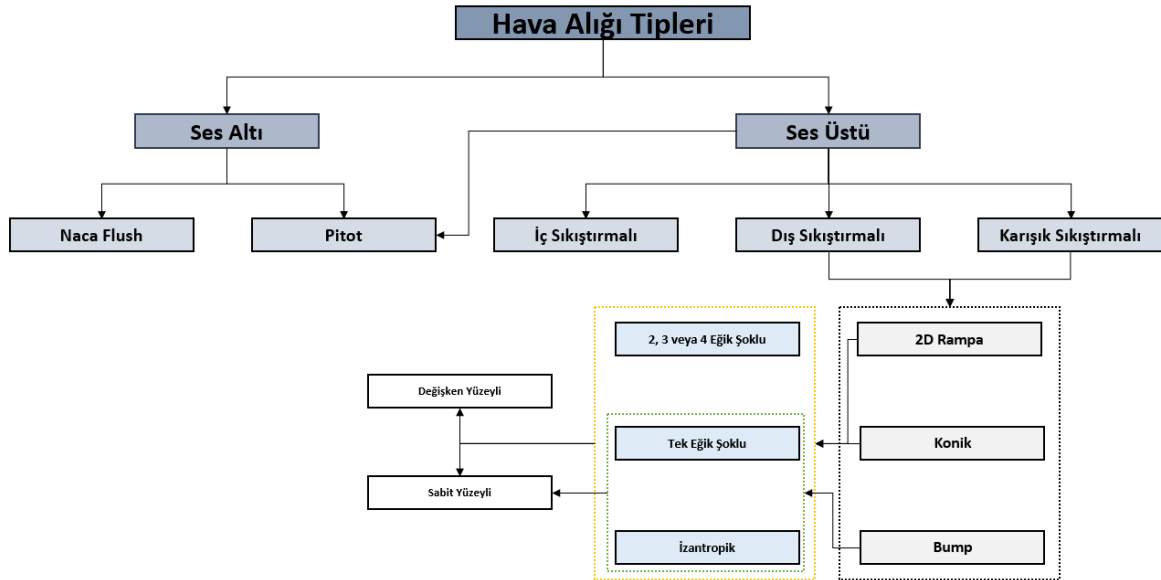 Hava Alığı Tipleri
Ses Altı
Ses Üstü
Naca Flush
Pitot
İç Sıkıştırmalı
Dış Sıkıştırmalı
Karışık Sıkıştırmalı
2, 3 veya 4 Eğik Şoklu
2D Rampa
Değişken Yüzeyli
Tek Eğik Şoklu
Konik
Sabit Yüzeyli
İzantropik
Bump